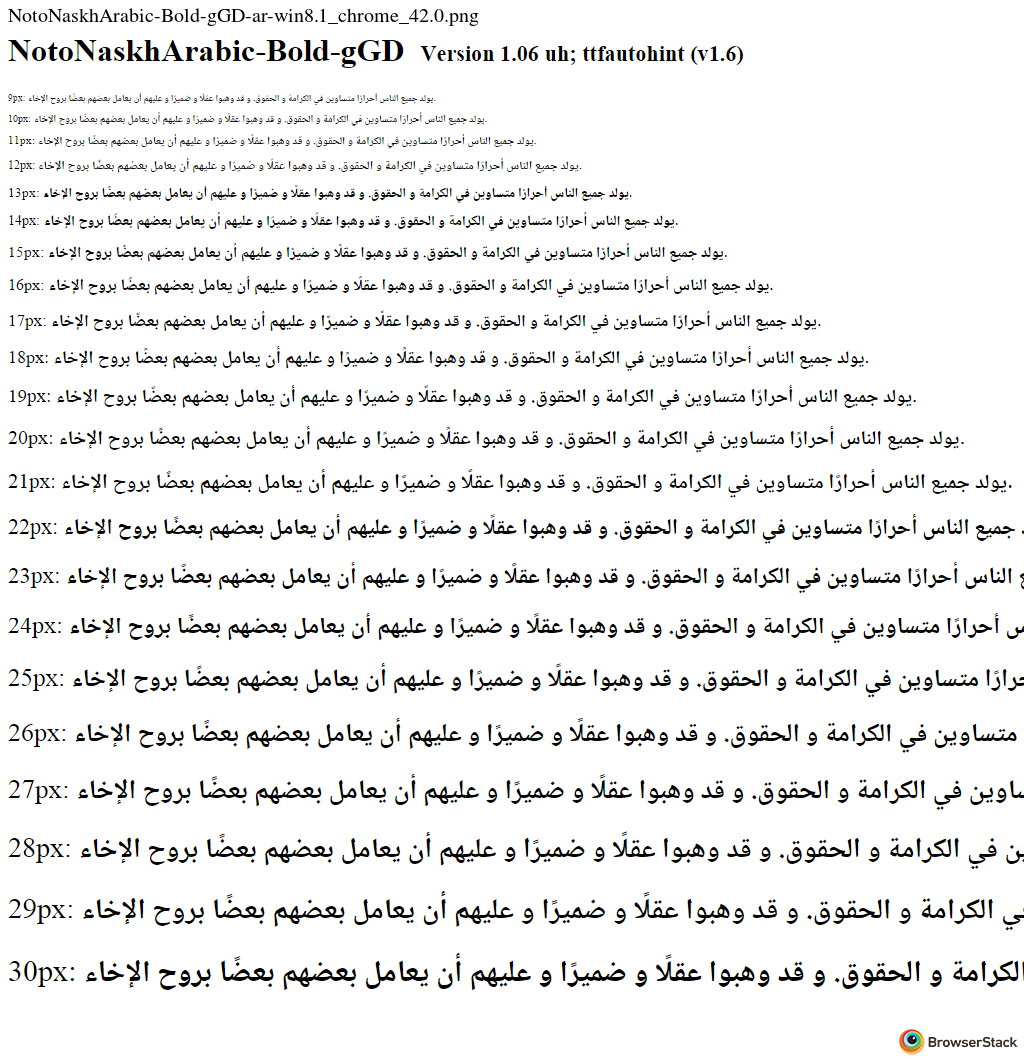 NotoNaskhArabic-Bold-gGD-ar-win8.1_chrome_42.0.png
NotoNaskhArabic-Bold-gGD Version 1.06 uh; ttfautohint (v1.6)
9px: يولد جميع الناس أحرارًا متساوين في الكرامة و الحقوق. و قد وهبوا عقلًا و ضميرًا و عليهم أن يعامل بعضهم بعضًا بروح الإخاء.
10px: يولد جميع الناس أحرارًا متساوين في الكرامة و الحقوق. و قد وهبوا عقلًا و ضميرًا و عليهم أن يعامل بعضهم بعضًا بروح الإخاء.
11px: يولد جميع الناس أحرارًا متساوين في الكرامة و الحقوق. و قد وهبوا عقلًا و ضميرًا و عليهم أن يعامل بعضهم بعضًا بروح الإخاء.
12px: يولد جميع الناس أحرارًا متساوين في الكرامة و الحقوق. و قد وهبوا عقلًا و ضميرًا و عليهم أن يعامل بعضهم بعضًا بروح الإخاء.
13px: يولد جميع الناس أحرارًا متساوين في الكرامة و الحقوق. و قد وهبوا عقلًا و ضميرًا و عليهم أن يعامل بعضهم بعضًا بروح الإخاء.
14px: يولد جميع الناس أحرارًا متساوين في الكرامة و الحقوق. و قد وهبوا عقلًا و ضميرًا و عليهم أن يعامل بعضهم بعضًا بروح الإخاء.
15px: يولد جميع الناس أحرارًا متساوين في الكرامة و الحقوق. و قد وهبوا عقلًا و ضميرًا و عليهم أن يعامل بعضهم بعضًا بروح الإخاء.
16px: يولد جميع الناس أحرارًا متساوين في الكرامة و الحقوق. و قد وهبوا عقلًا و ضميرًا و عليهم أن يعامل بعضهم بعضًا بروح الإخاء.
17px: يولد جميع الناس أحرارًا متساوين في الكرامة و الحقوق. و قد وهبوا عقلًا و ضميرًا و عليهم أن يعامل بعضهم بعضًا بروح الإخاء.
18px: يولد جميع الناس أحرارًا متساوين في الكرامة و الحقوق. و قد وهبوا عقلًا و ضميرًا و عليهم أن يعامل بعضهم بعضًا بروح الإخاء.
19px: يولد جميع الناس أحرارًا متساوين في الكرامة و الحقوق. و قد وهبوا عقلًا و ضميرًا و عليهم أن يعامل بعضهم بعضًا بروح الإخاء.
20px: يولد جميع الناس أحرارًا متساوين في الكرامة و الحقوق. و قد وهبوا عقلًا و ضميرًا و عليهم أن يعامل بعضهم بعضًا بروح الإخاء.
21px: يولد جميع الناس أحرارًا متساوين في الكرامة و الحقوق. و قد وهبوا عقلًا و ضميرًا و عليهم أن يعامل بعضهم بعضًا بروح الإخاء.
22px: جميع الناس أحرارًا متساوين في الكرامة و الحقوق. و قد وهبوا عقلًا و ضميرًا و عليهم أن يعامل بعضهم بعضًا بروح الإخاء
23px: الناس أحرارًا متساوين في الكرامة و الحقوق. و قد وهبوا عقلًا و ضميرًا و عليهم أن يعامل بعضهم بعضًا بروح الإخاء
24px: أحرارًا متساوين في الكرامة و الحقوق. و قد وهبوا عقلًا و ضميرًا و عليهم أن يعامل بعضهم بعضًا بروح الإخاء
25px: متساوين في الكرامة و الحقوق. و قد وهبوا عقلًا و ضميرًا و عليهم أن يعامل بعضهم بعضًا بروح الإخاء
26px: متساوين في الكرامة و الحقوق. و قد وهبوا عقلًا و ضميرًا و عليهم أن يعامل بعضهم بعضًا بروح الإخاء
27px: في الكرامة و الحقوق. و قد وهبوا عقلًا و ضميرًا و عليهم أن يعامل بعضهم بعضًا بروح الإخاء
28px: في الكرامة و الحقوق. و قد وهبوا عقلًا و ضميرًا و عليهم أن يعامل بعضهم بعضًا بروح الإخاء
29px: الكرامة و الحقوق. و قد وهبوا عقلًا و ضميرًا و عليهم أن يعامل بعضهم بعضًا بروح الإخاء
30px: الكرامة و الحقوق. و قد وهبوا عقلًا و ضميرًا و عليهم أن يعامل بعضهم بعضًا بروح الإخاء
BrowserStack